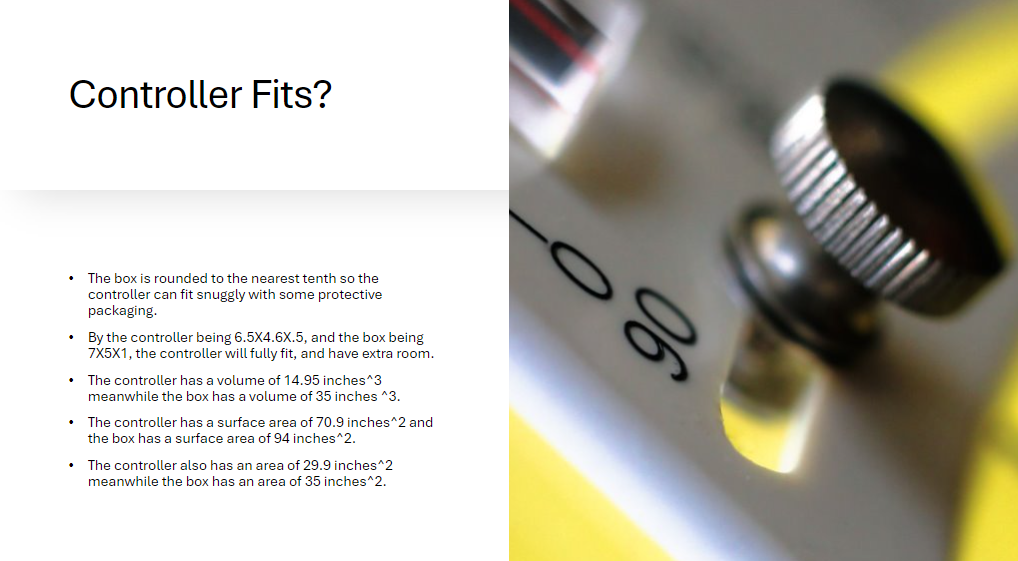 Controller Fits?
• The box is rounded to the nearest tenth so the
controller can fit snuggly with some protective
packaging.
• By the controller being 6.5X4.6X.5, and the box being
7X5X1, the controller will fully fit, and have extra room.
• The controller has a volume of 14.95 inches^3
meanwhile the box has a volume of 35 inches ^3.
• The controller has a surface area of 70.9 inches^2 and
the box has a surface area of 94 inches^2.
• The controller also has an area of 29.9 inches^2
meanwhile the box has an area of 35 inches^2.
0
90